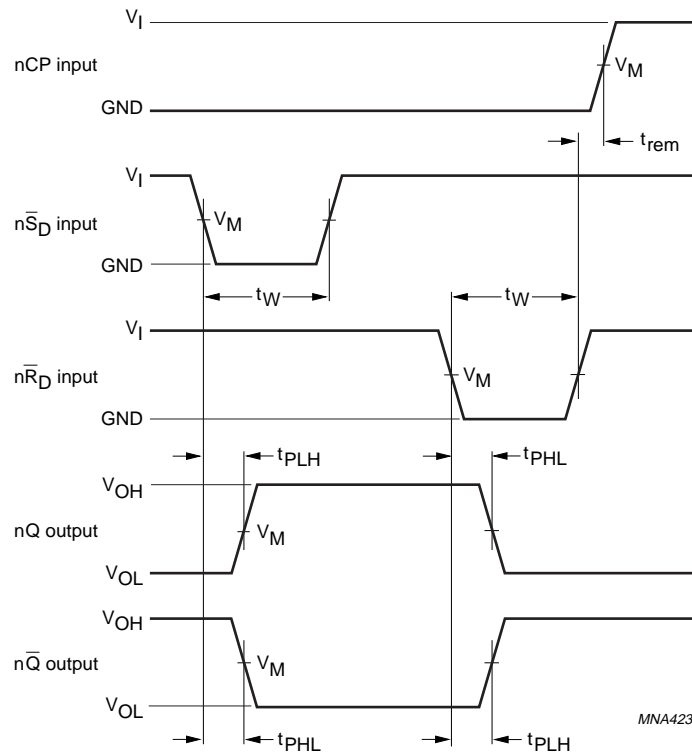 V_I
nCP input
V_M
GND
t_rem
V_I
nS̅_D input
V_M
GND
t_W
t_W
V_I
nR̅_D input
V_M
GND
t_PLH
t_PHL
V_OH
nQ output
V_M
V_OL
V_OH
nQ̅ output
V_M
V_OL
t_PHL
t_PLH
MNA423